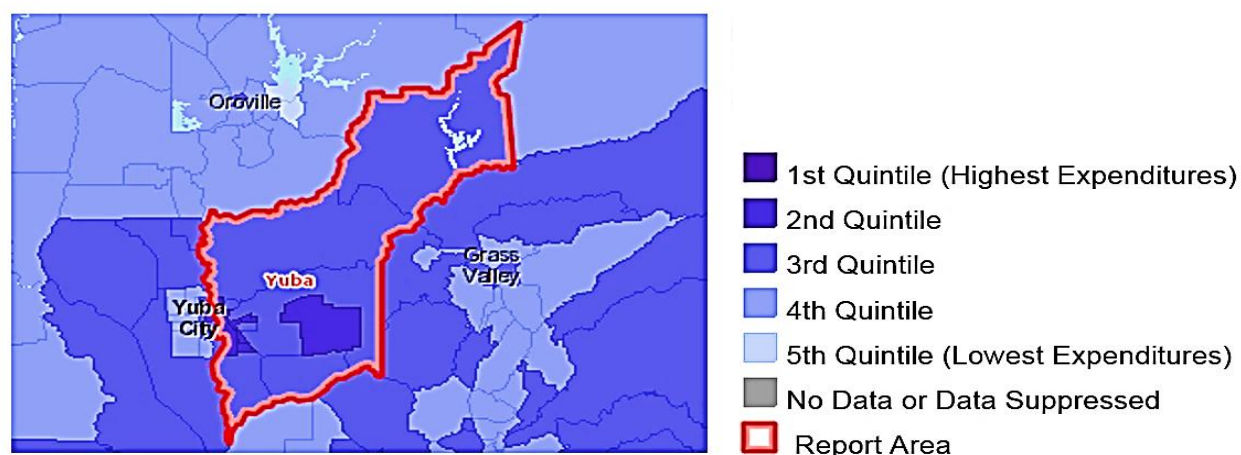 Oroville
Grass
Valley
Yuba
Yuba
City
1st Quintile (Highest Expenditures)
2nd Quintile
3rd Quintile
4th Quintile
5th Quintile (Lowest Expenditures)
No Data or Data Suppressed
Report Area